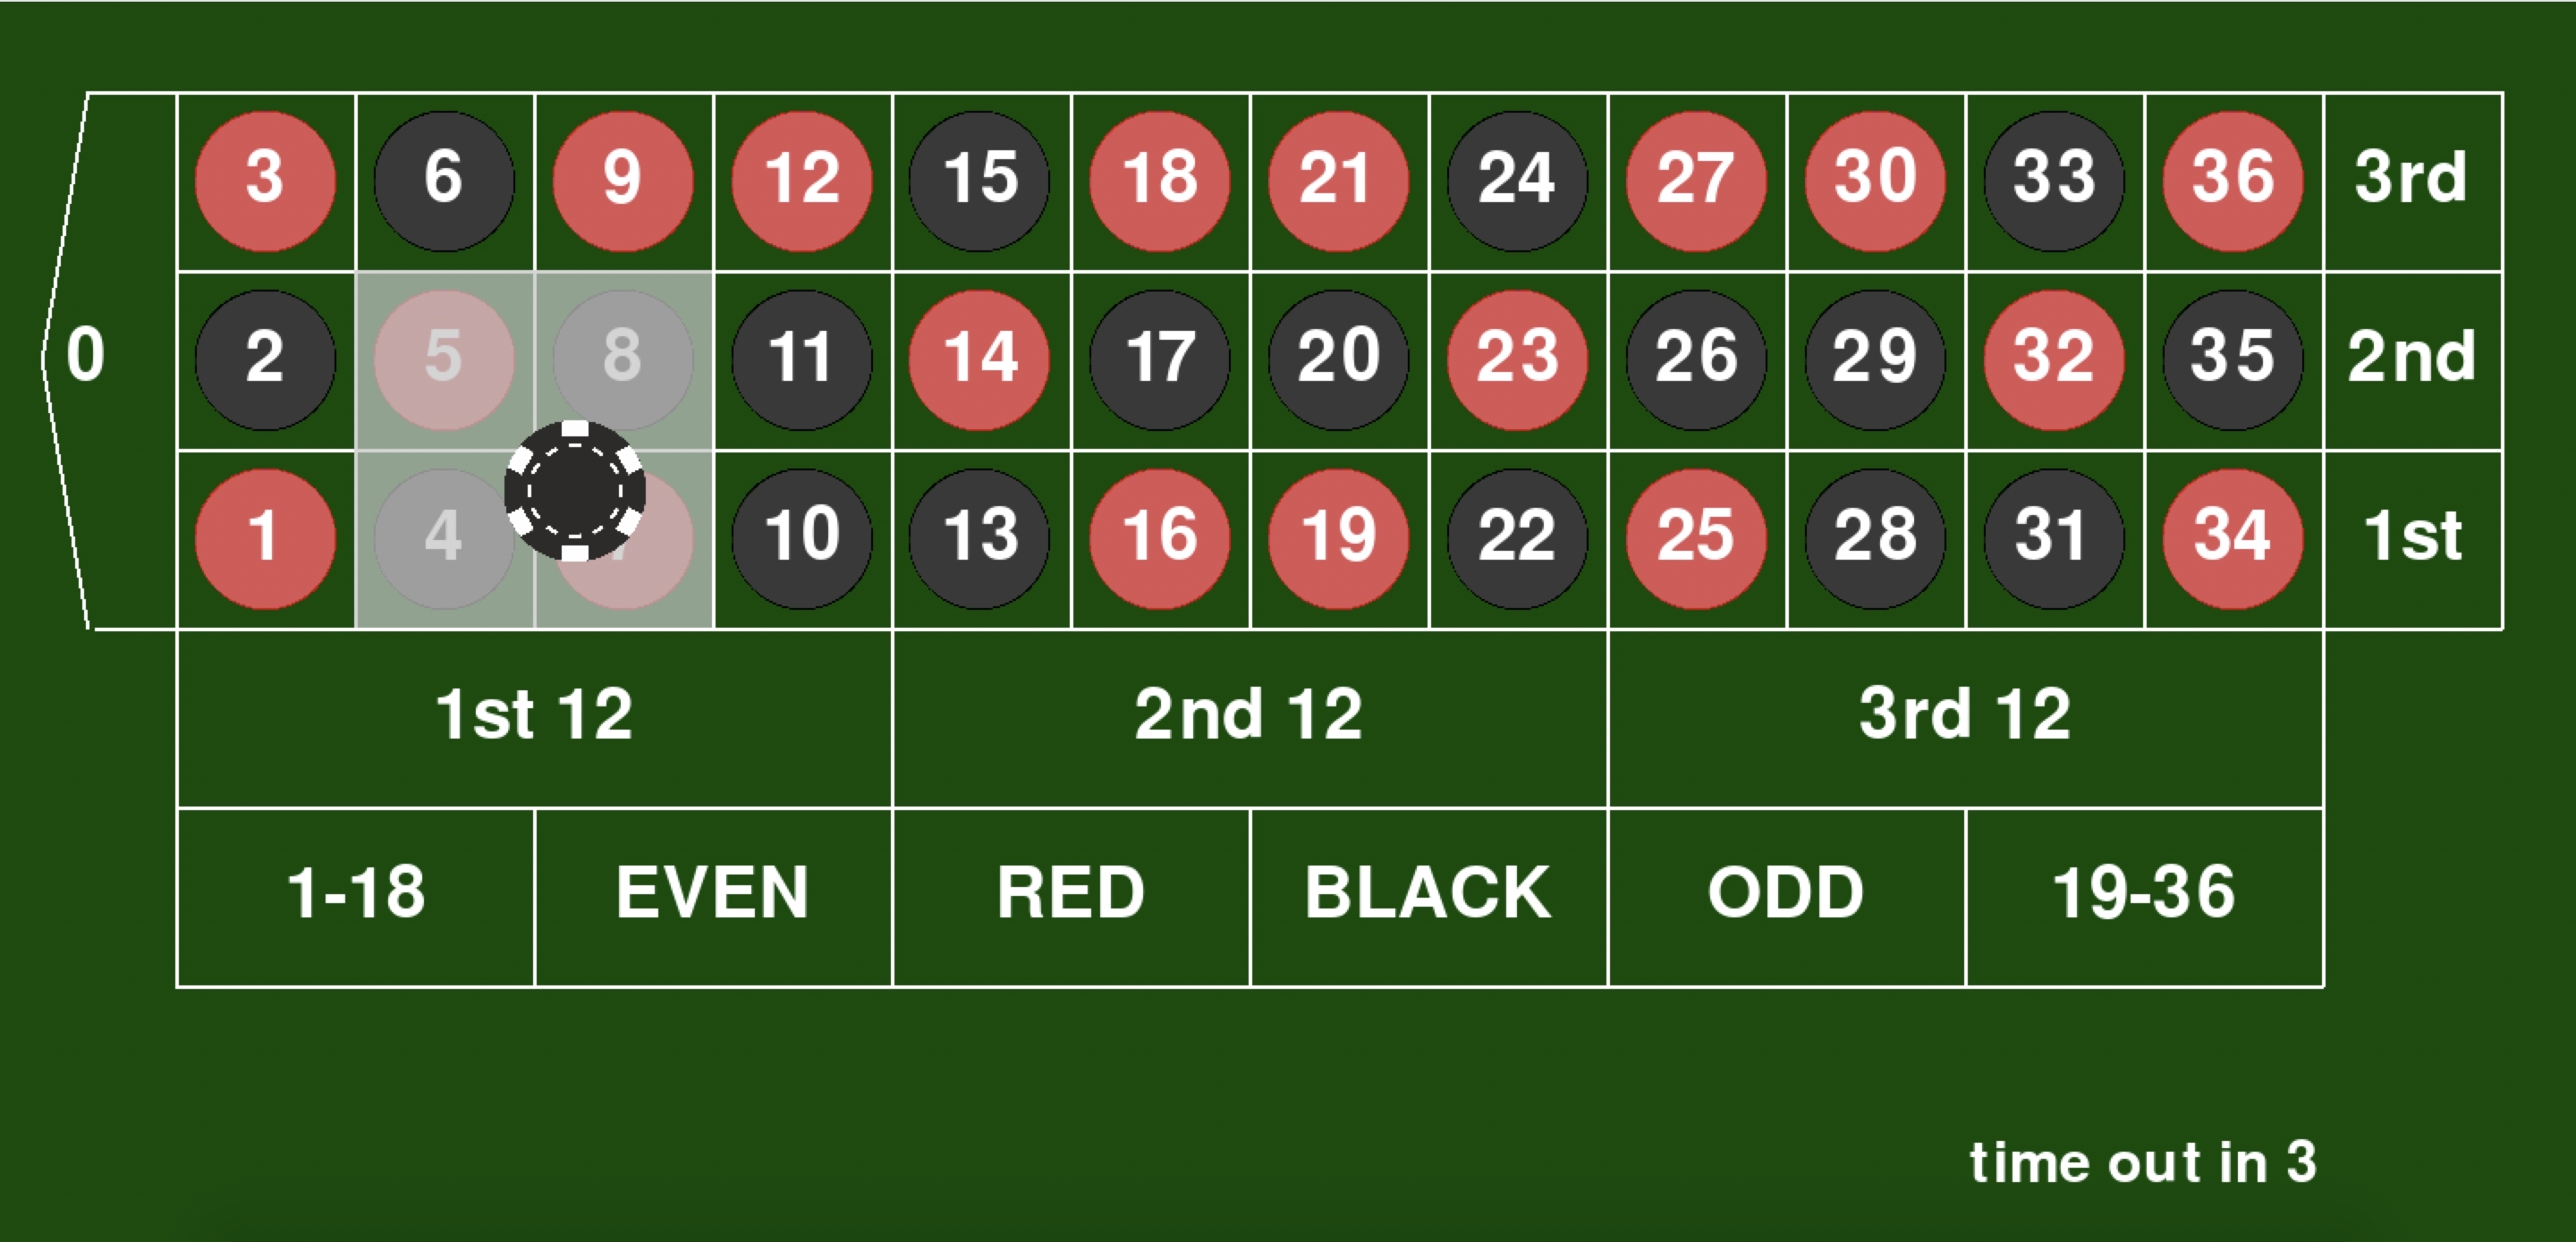 3 6 9 12 15 18 21 24 27 30 33 36 3rd
0 2 5 8 11 14 17 20 23 26 29 32 35 2nd
1 4 10 13 16 19 22 25 28 31 34 1st
1st 12 2nd 12 3rd 12
1-18 EVEN RED BLACK ODD 19-36
time out in 3